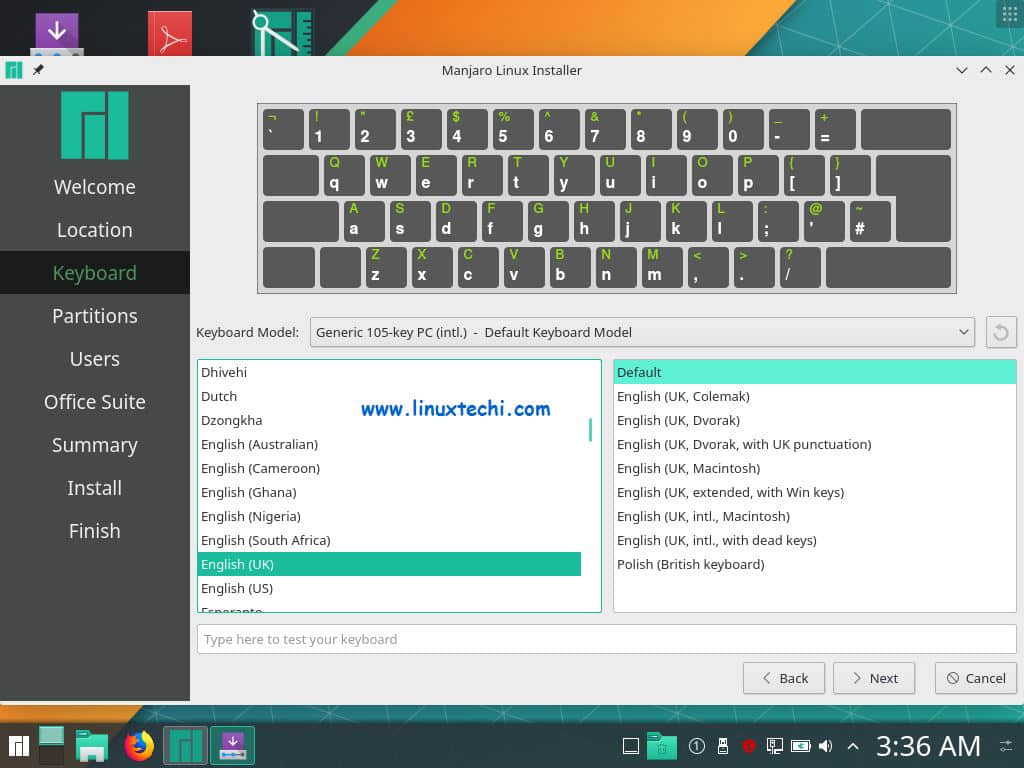 Manjaro Linux Installer
Welcome
Location
Keyboard
Partitions
Users
Office Suite
Summary
Install
Finish
¬ ! " £ $ % ^ & * ( ) _ +
` 1 2 3 4 5 6 7 8 9 0 - =
Q W E R T Y U I O P { }
q w e r t y u i o p [ ]
A S D F G H J K L : @ ~
a s d f g h j k l ; ' #
Z X C V B N M < > ?
z x c v b n m , . /
Keyboard Model: Generic 105-key PC (intl.) - Default Keyboard Model
Dhivehi
Dutch
Dzongkha
English (Australian)
English (Cameroon)
English (Ghana)
English (Nigeria)
English (South Africa)
English (UK)
English (US)
Esperanto
www.linuxtechi.com
Default
English (UK, Colemak)
English (UK, Dvorak)
English (UK, Dvorak, with UK punctuation)
English (UK, Macintosh)
English (UK, extended, with Win keys)
English (UK, intl., Macintosh)
English (UK, intl., with dead keys)
Polish (British keyboard)
Type here to test your keyboard
Back Next Cancel
1 3:36 AM